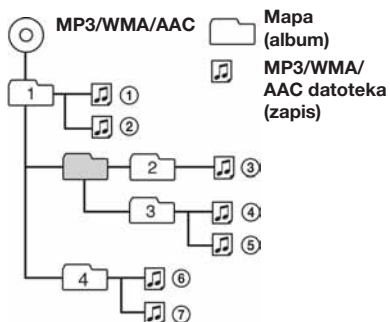 MP3/WMA/AAC
Mapa
(album)
MP3/WMA/
AAC datoteka
(zapis)
1
①
②
2
③
3
④
⑤
4
⑥
⑦